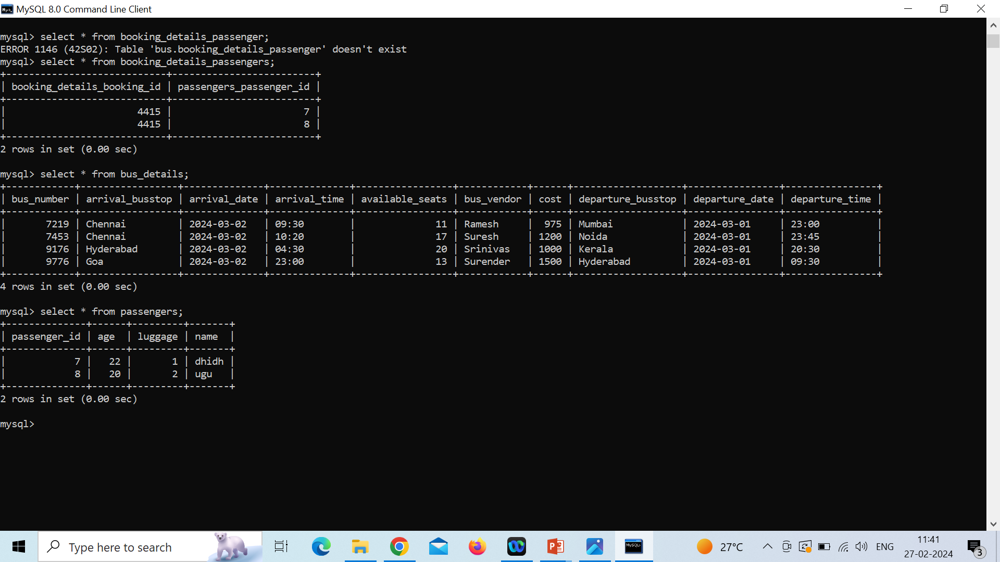 MySQL 8.0 Command Line Client
mysql> select * from booking_details_passenger;
ERROR 1146 (42S02): Table 'bus.booking_details_passenger' doesn't exist
mysql> select * from booking_details_passengers;
+----------------------------+-------------------------+
| booking_details_booking_id | passengers_passenger_id |
+----------------------------+-------------------------+
|                       4415 |                       7 |
|                       4415 |                       8 |
+----------------------------+-------------------------+
2 rows in set (0.00 sec)
mysql> select * from bus_details;
+------------+-----------------+--------------+--------------+-----------------+------------+------+-------------------+----------------+----------------+
| bus_number | arrival_busstop | arrival_date | arrival_time | available_seats | bus_vendor | cost | departure_busstop | departure_date | departure_time |
+------------+-----------------+--------------+--------------+-----------------+------------+------+-------------------+----------------+----------------+
|       7219 | Chennai         | 2024-03-02   | 09:30        |              11 | Ramesh     |  975 | Mumbai            | 2024-03-01     | 23:00          |
|       7453 | Chennai         | 2024-03-02   | 10:20        |              17 | Suresh     | 1200 | Noida             | 2024-03-01     | 23:45          |
|       9176 | Hyderabad       | 2024-03-02   | 04:30        |              20 | Srinivas   | 1000 | Kerala            | 2024-03-01     | 20:30          |
|       9776 | Goa             | 2024-03-02   | 23:00        |              13 | Surender   | 1500 | Hyderabad         | 2024-03-01     | 09:30          |
+------------+-----------------+--------------+--------------+-----------------+------------+------+-------------------+----------------+----------------+
4 rows in set (0.00 sec)
mysql> select * from passengers;
+--------------+------+---------+-------+
| passenger_id | age  | luggage | name  |
+--------------+------+---------+-------+
|            7 |   22 |       1 | dhidh |
|            8 |   20 |       2 | ugu   |
+--------------+------+---------+-------+
2 rows in set (0.00 sec)
mysql>
Type here to search
MySQL>
27°C
ENG
11:41
27-02-2024
3